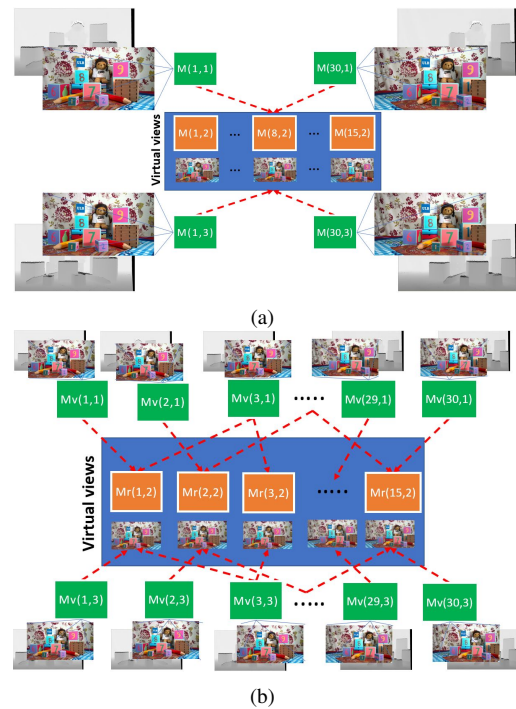 M(1,1)
M(30,1)
Virtual views
M(1,2)
...
M(8,2)
...
M(15,2)
...
...
M(1,3)
M(30,3)
(a)
Mv(1,1)
Mv(2,1)
Mv(3,1)
.....
Mv(29,1)
Mv(30,1)
Virtual views
Mr(1,2)
Mr(2,2)
Mr(3,2)
.....
Mr(15,2)
Mv(1,3)
Mv(2,3)
Mv(3,3)
.....
Mv(29,3)
Mv(30,3)
(b)